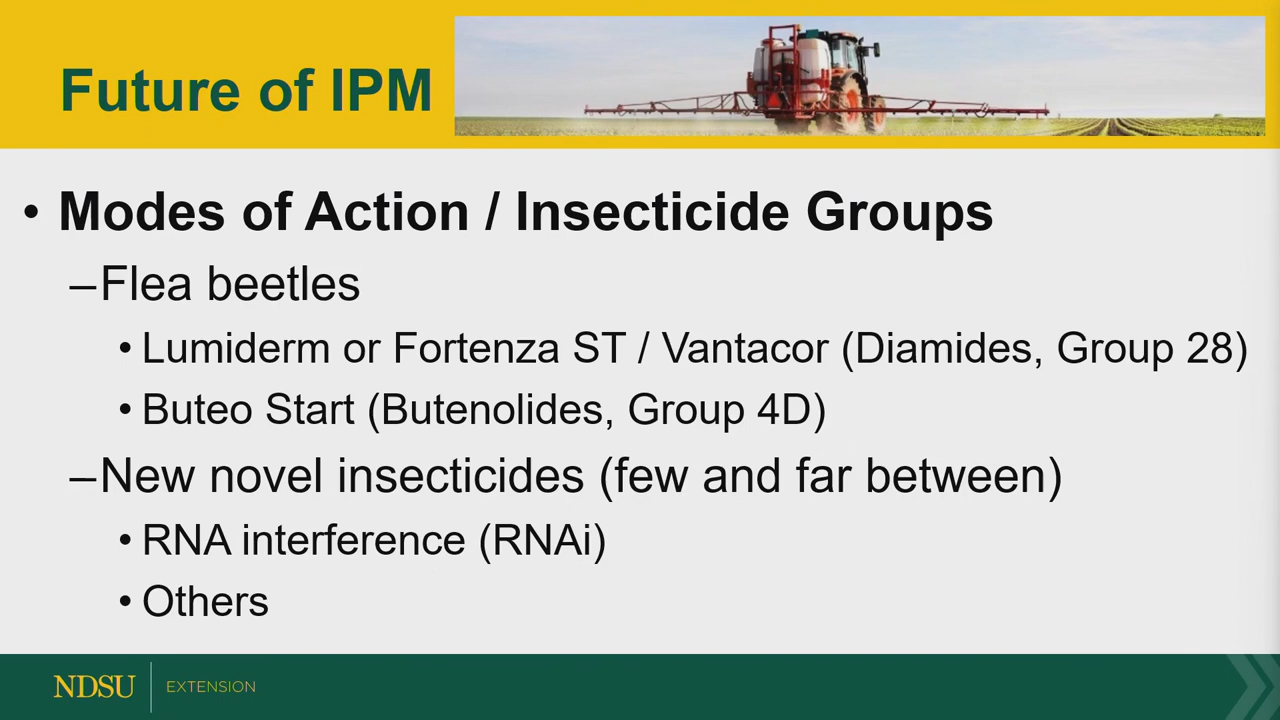 Future of IPM
• Modes of Action / Insecticide Groups
–Flea beetles
• Lumiderm or Fortenza ST / Vantacor (Diamides, Group 28)
• Buteo Start (Butenolides, Group 4D)
–New novel insecticides (few and far between)
• RNA interference (RNAi)
• Others
NDSU EXTENSION